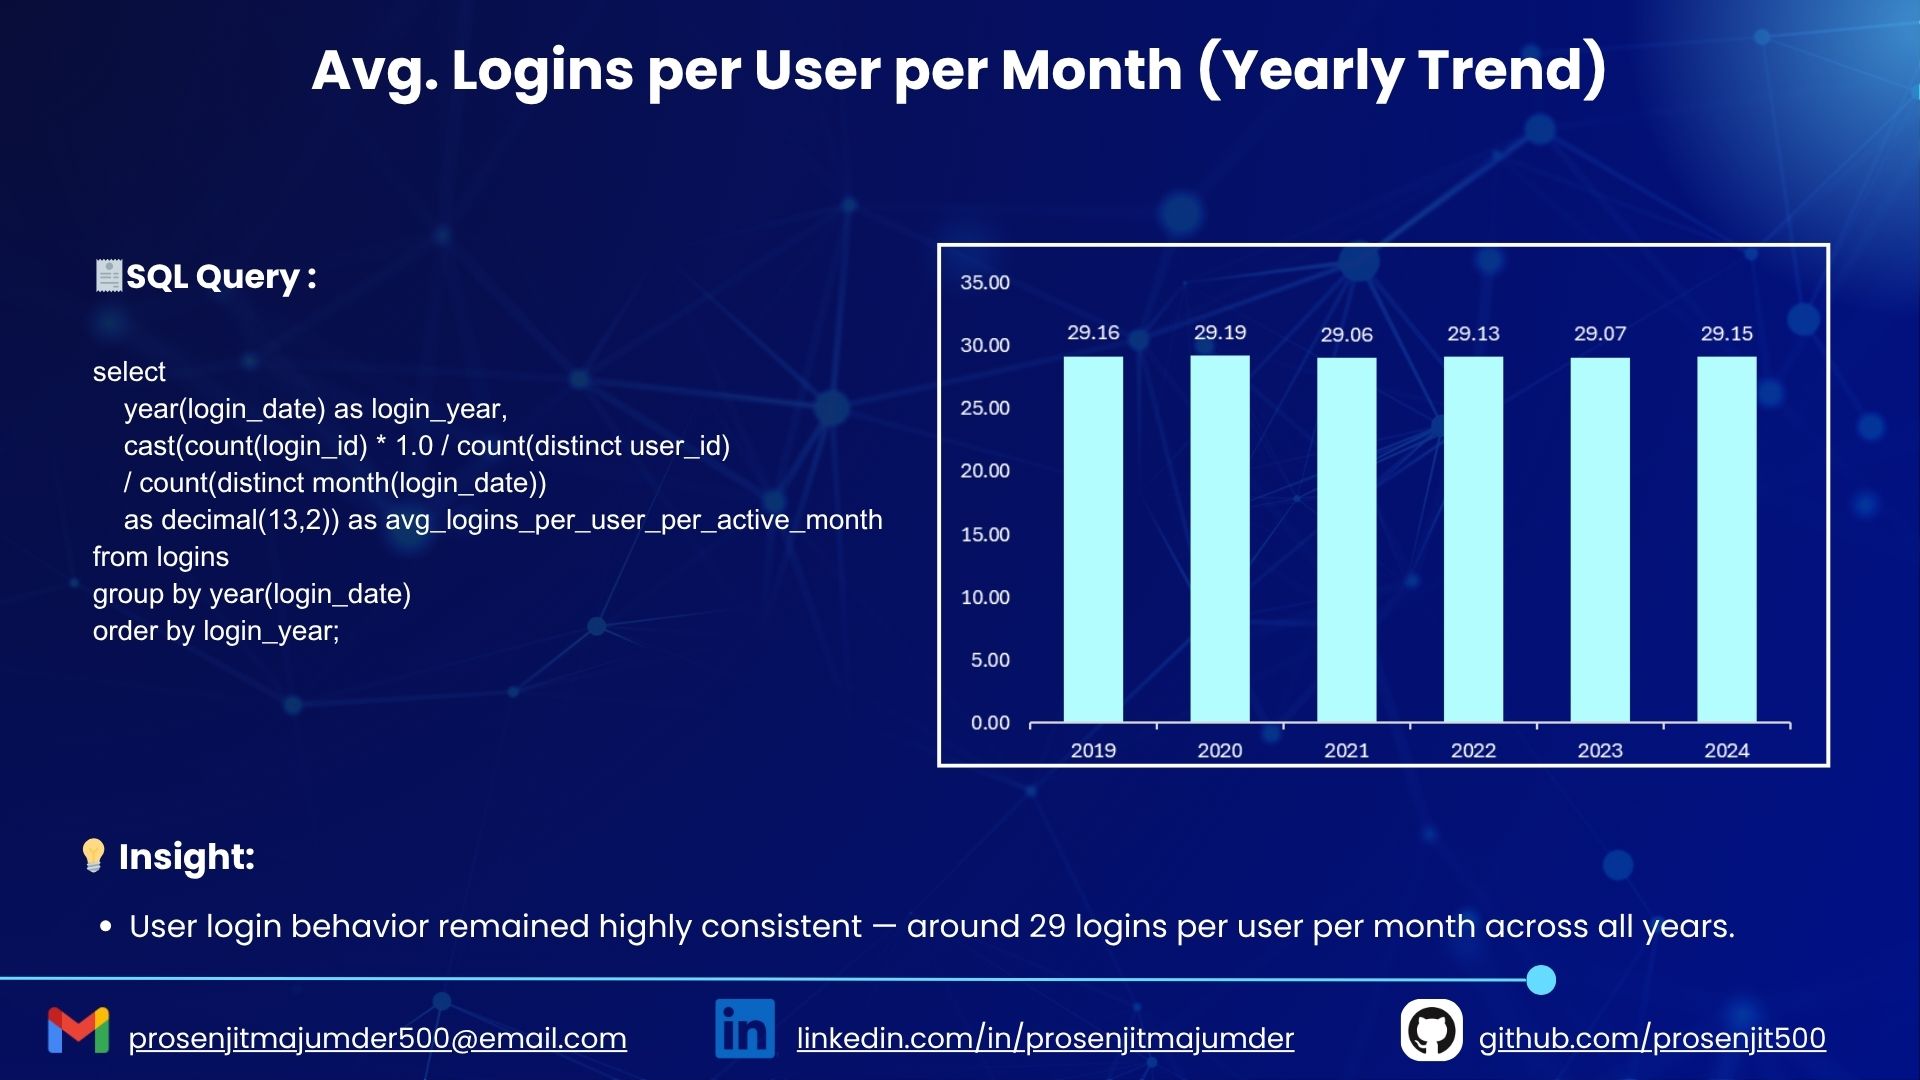 Avg. Logins per User per Month (Yearly Trend)
SQL Query :
select
year(login_date) as login_year,
cast(count(login_id) * 1.0 / count(distinct user_id)
/ count(distinct month(login_date))
as decimal(13,2)) as avg_logins_per_user_per_active_month
from logins
group by year(login_date)
order by login_year;
35.00
30.00
25.00
20.00
15.00
10.00
5.00
0.00
29.16 29.19 29.06 29.13 29.07 29.15
2019 2020 2021 2022 2023 2024
Insight:
• User login behavior remained highly consistent — around 29 logins per user per month across all years.
prosenjitmajumder500@email.com
in linkedin.com/in/prosenjitmajumder
github.com/prosenjit500